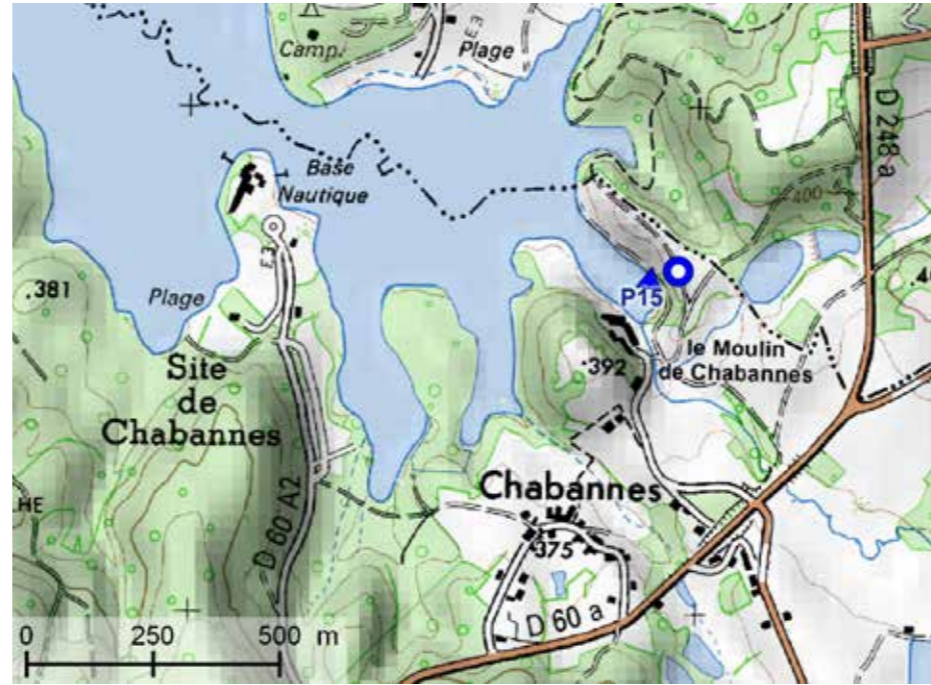 Camp.
E 3
Plage
D 248 a
Base
Nautique
400
E3
.381
Plage
P15
le Moulin
de Chabannes
·392
Site
de
Chabannes
HE
D 60 A2
Chabannes
·375
D 60 a
0 250 500 m